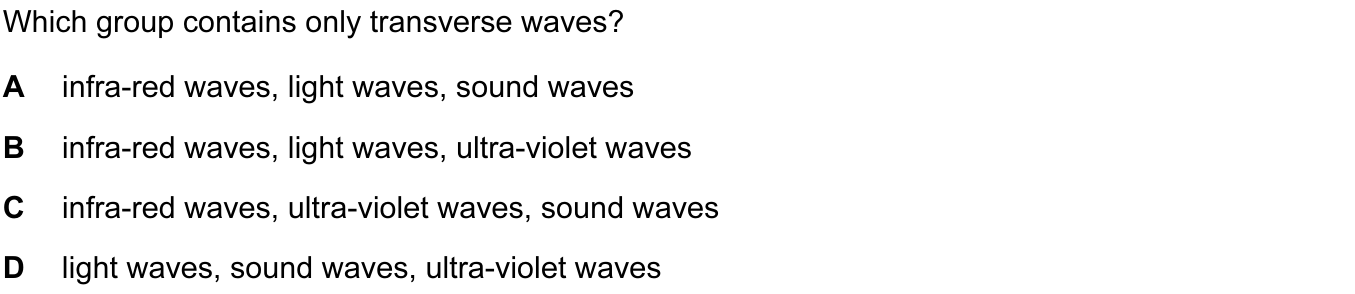 Which group contains only transverse waves?
A infra-red waves, light waves, sound waves
B infra-red waves, light waves, ultra-violet waves
C infra-red waves, ultra-violet waves, sound waves
D light waves, sound waves, ultra-violet waves